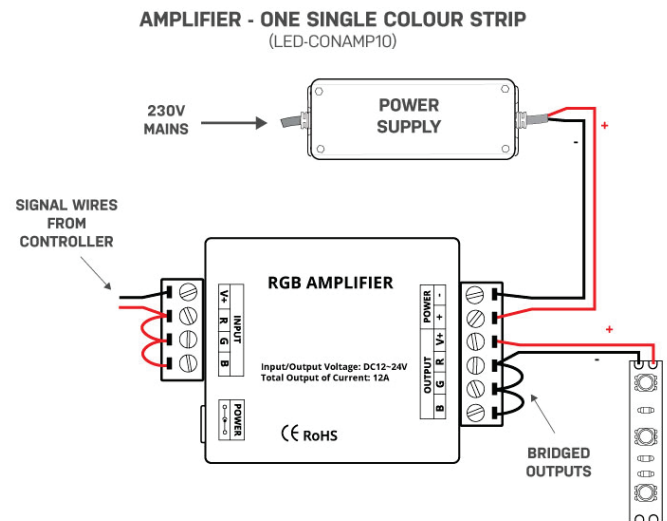 AMPLIFIER - ONE SINGLE COLOUR STRIP
(LED-CONAMP10)
230V
MAINS
POWER
SUPPLY
+
-
SIGNAL WIRES
FROM
CONTROLLER
RGB AMPLIFIER
V+
R
G
B
INPUT
POWER
-
+
OUTPUT
V+
R
G
B
Input/Output Voltage: DC12~24V
Total Output of Current: 12A
POWER
CE RoHS
+
-
BRIDGED
OUTPUTS